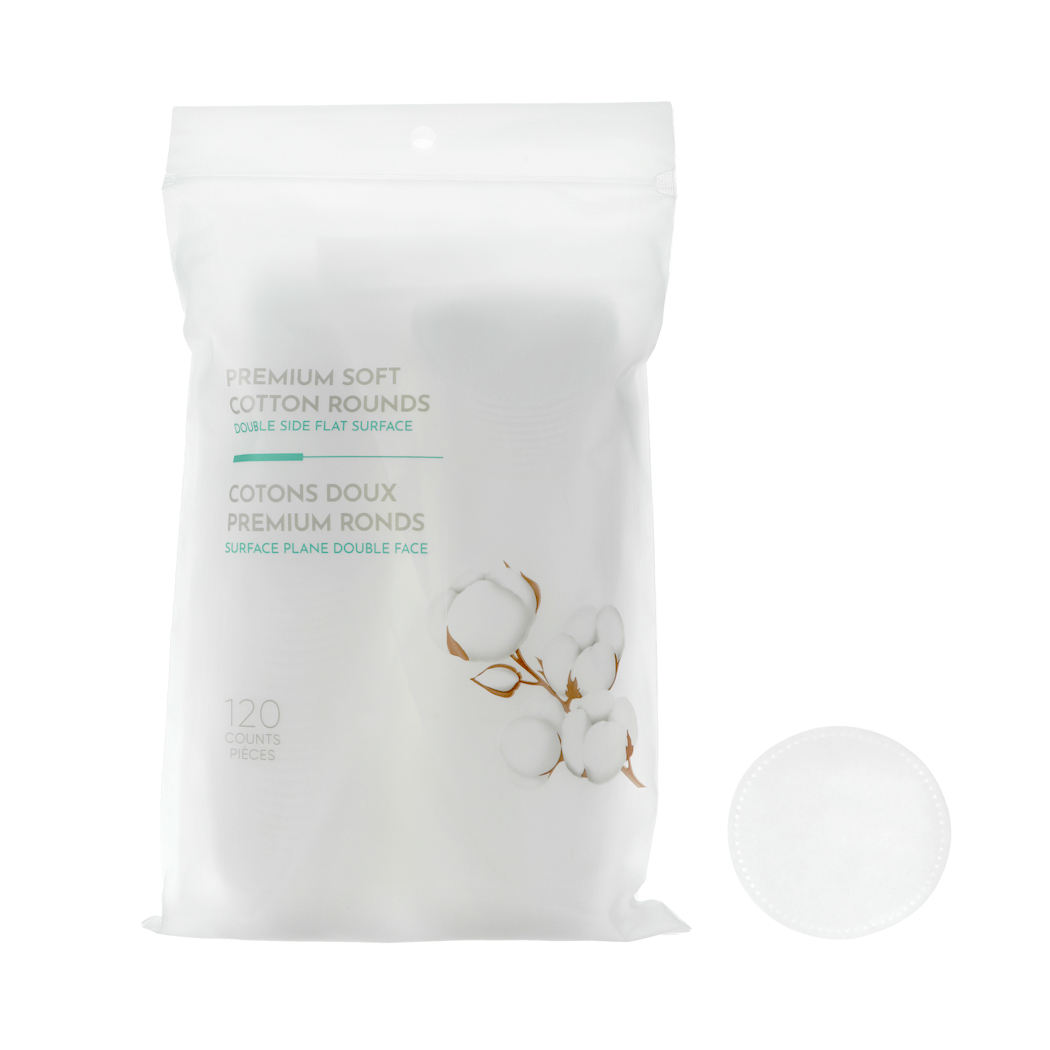 PREMIUM SOFT
COTTON ROUNDS
DOUBLE SIDE FLAT SURFACE
COTONS DOUX
PREMIUM RONDS
SURFACE PLANE DOUBLE FACE
120
COUNTS
PIÈCES